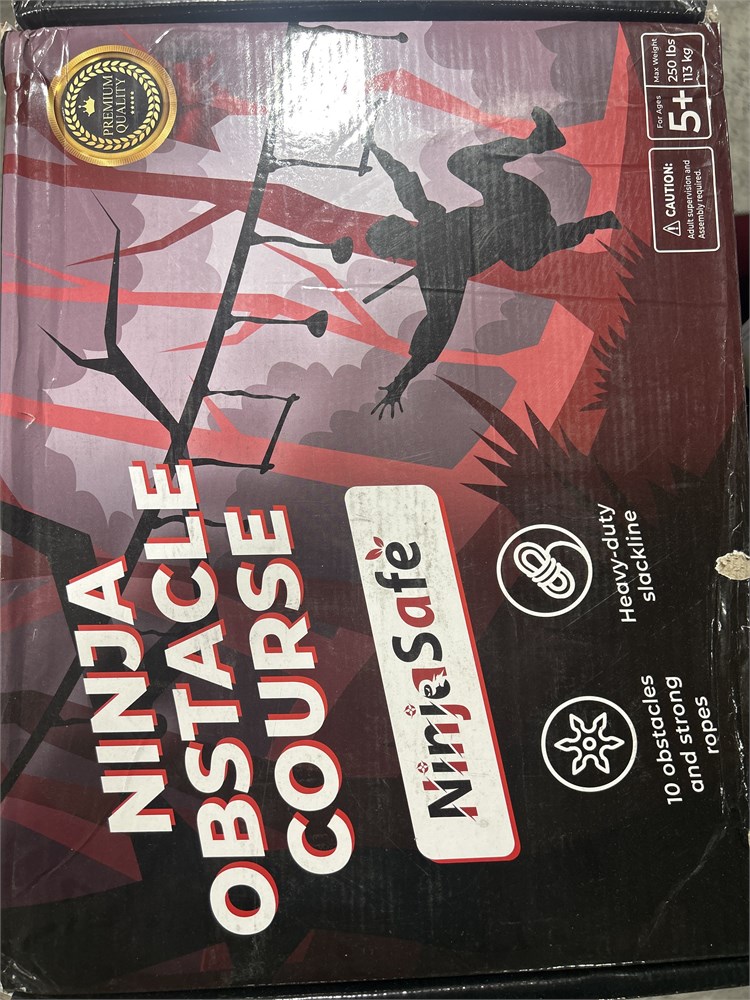 PREMIUM
QUALITY
NINJA
OBSTACLE
COURSE
NinjaSafe
10 obstacles
and strong
ropes
Heavy-duty
slackline
⚠ CAUTION:
Adult supervision and
Assembly required.
For Ages
5+
Max Weight
250 lbs
113 kg